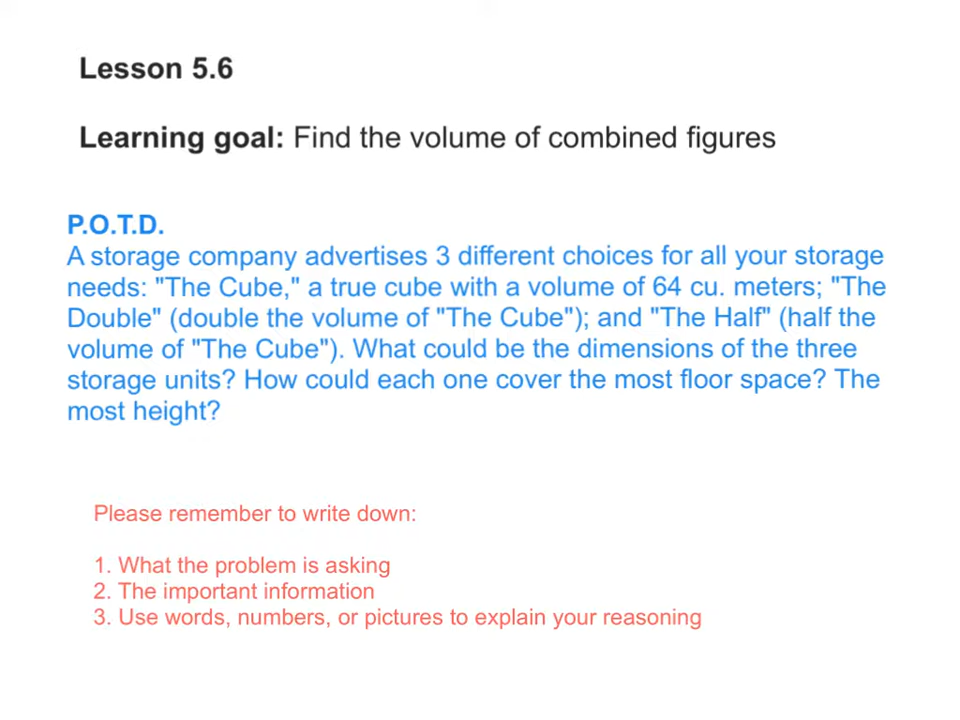 Lesson 5.6
Learning goal: Find the volume of combined figures
P.O.T.D.
A storage company advertises 3 different choices for all your storage
needs: "The Cube," a true cube with a volume of 64 cu. meters; "The
Double" (double the volume of "The Cube"); and "The Half" (half the
volume of "The Cube"). What could be the dimensions of the three
storage units? How could each one cover the most floor space? The
most height?
Please remember to write down:
1. What the problem is asking
2. The important information
3. Use words, numbers, or pictures to explain your reasoning